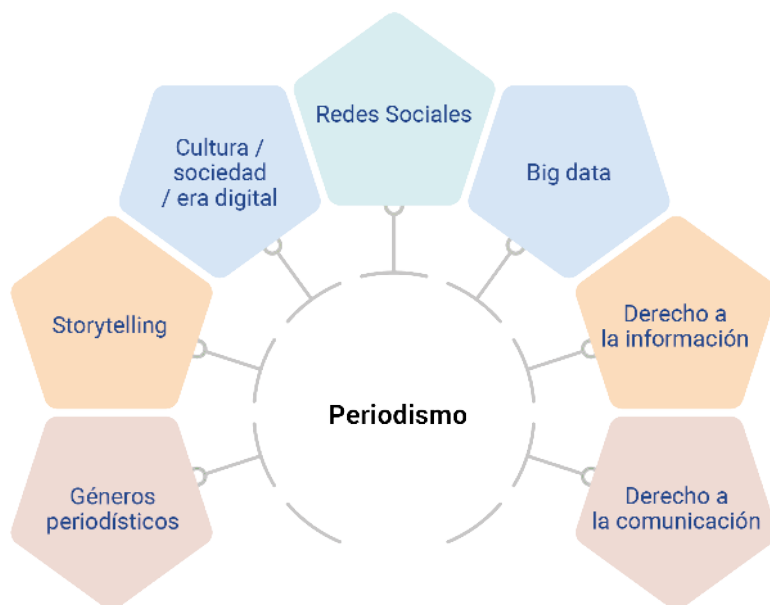 Redes Sociales
Cultura /
sociedad
/ era digital
Big data
Storytelling
Derecho a
la información
Periodismo
Géneros
periodísticos
Derecho a
la comunicación